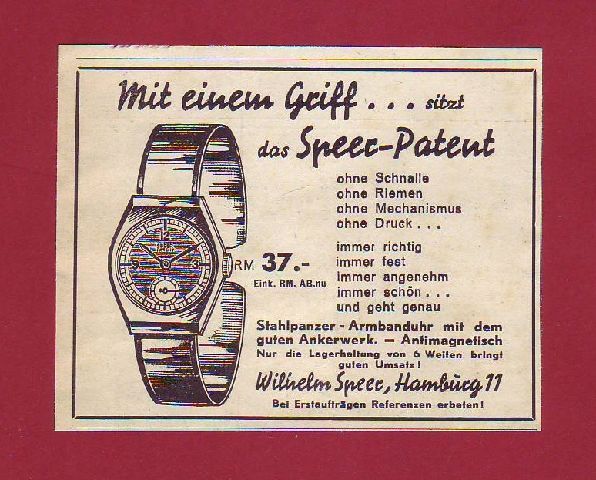 Mit einem Griff . . . sitzt
das Speer-Patent
ohne Schnalle
ohne Riemen
ohne Mechanismus
ohne Druck . . .
immer richtig
immer fest
immer angenehm
immer schön . . .
und geht genau
RM 37.-
Eink. RM. AB.nu
Stahlpanzer - Armbanduhr mit dem
guten Ankerwerk. — Antimagnetisch
Nur die Lagerhaltung von 6 Weiten bringt
guten Umsatz!
Wilhelm Speer, Hamburg 11
Bei Erstaufträgen Referenzen erbeten!